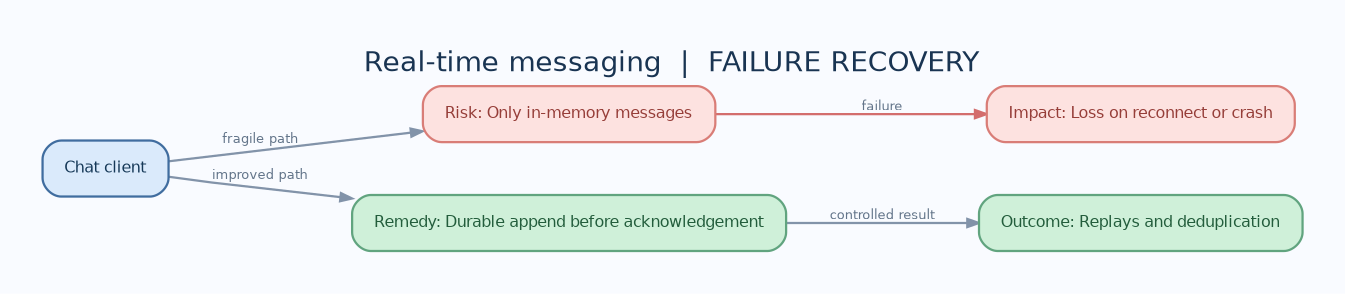 Real-time messaging | FAILURE RECOVERY
Risk: Only in-memory messages
failure
Impact: Loss on reconnect or crash
fragile path
Chat client
improved path
Remedy: Durable append before acknowledgement
controlled result
Outcome: Replays and deduplication